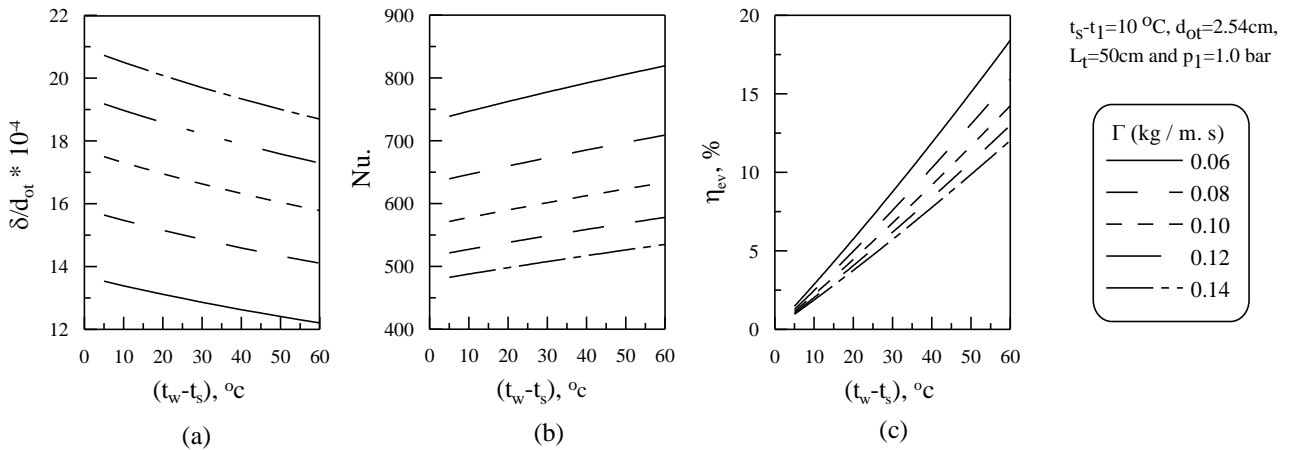 22
20
18
16
14
12
δ/d_ot * 10^-4
0 10 20 30 40 50 60
(t_w-t_s), °c
(a)
900
800
700
600
500
400
Nu.
0 10 20 30 40 50 60
(t_w-t_s), °c
(b)
20
15
10
5
0
η_ev, %
0 10 20 30 40 50 60
(t_w-t_s), °c
(c)
t_s-t_1=10 °C, d_ot=2.54cm,
L_t=50cm and p_1=1.0 bar
Γ (kg / m. s)
0.06
0.08
0.10
0.12
0.14